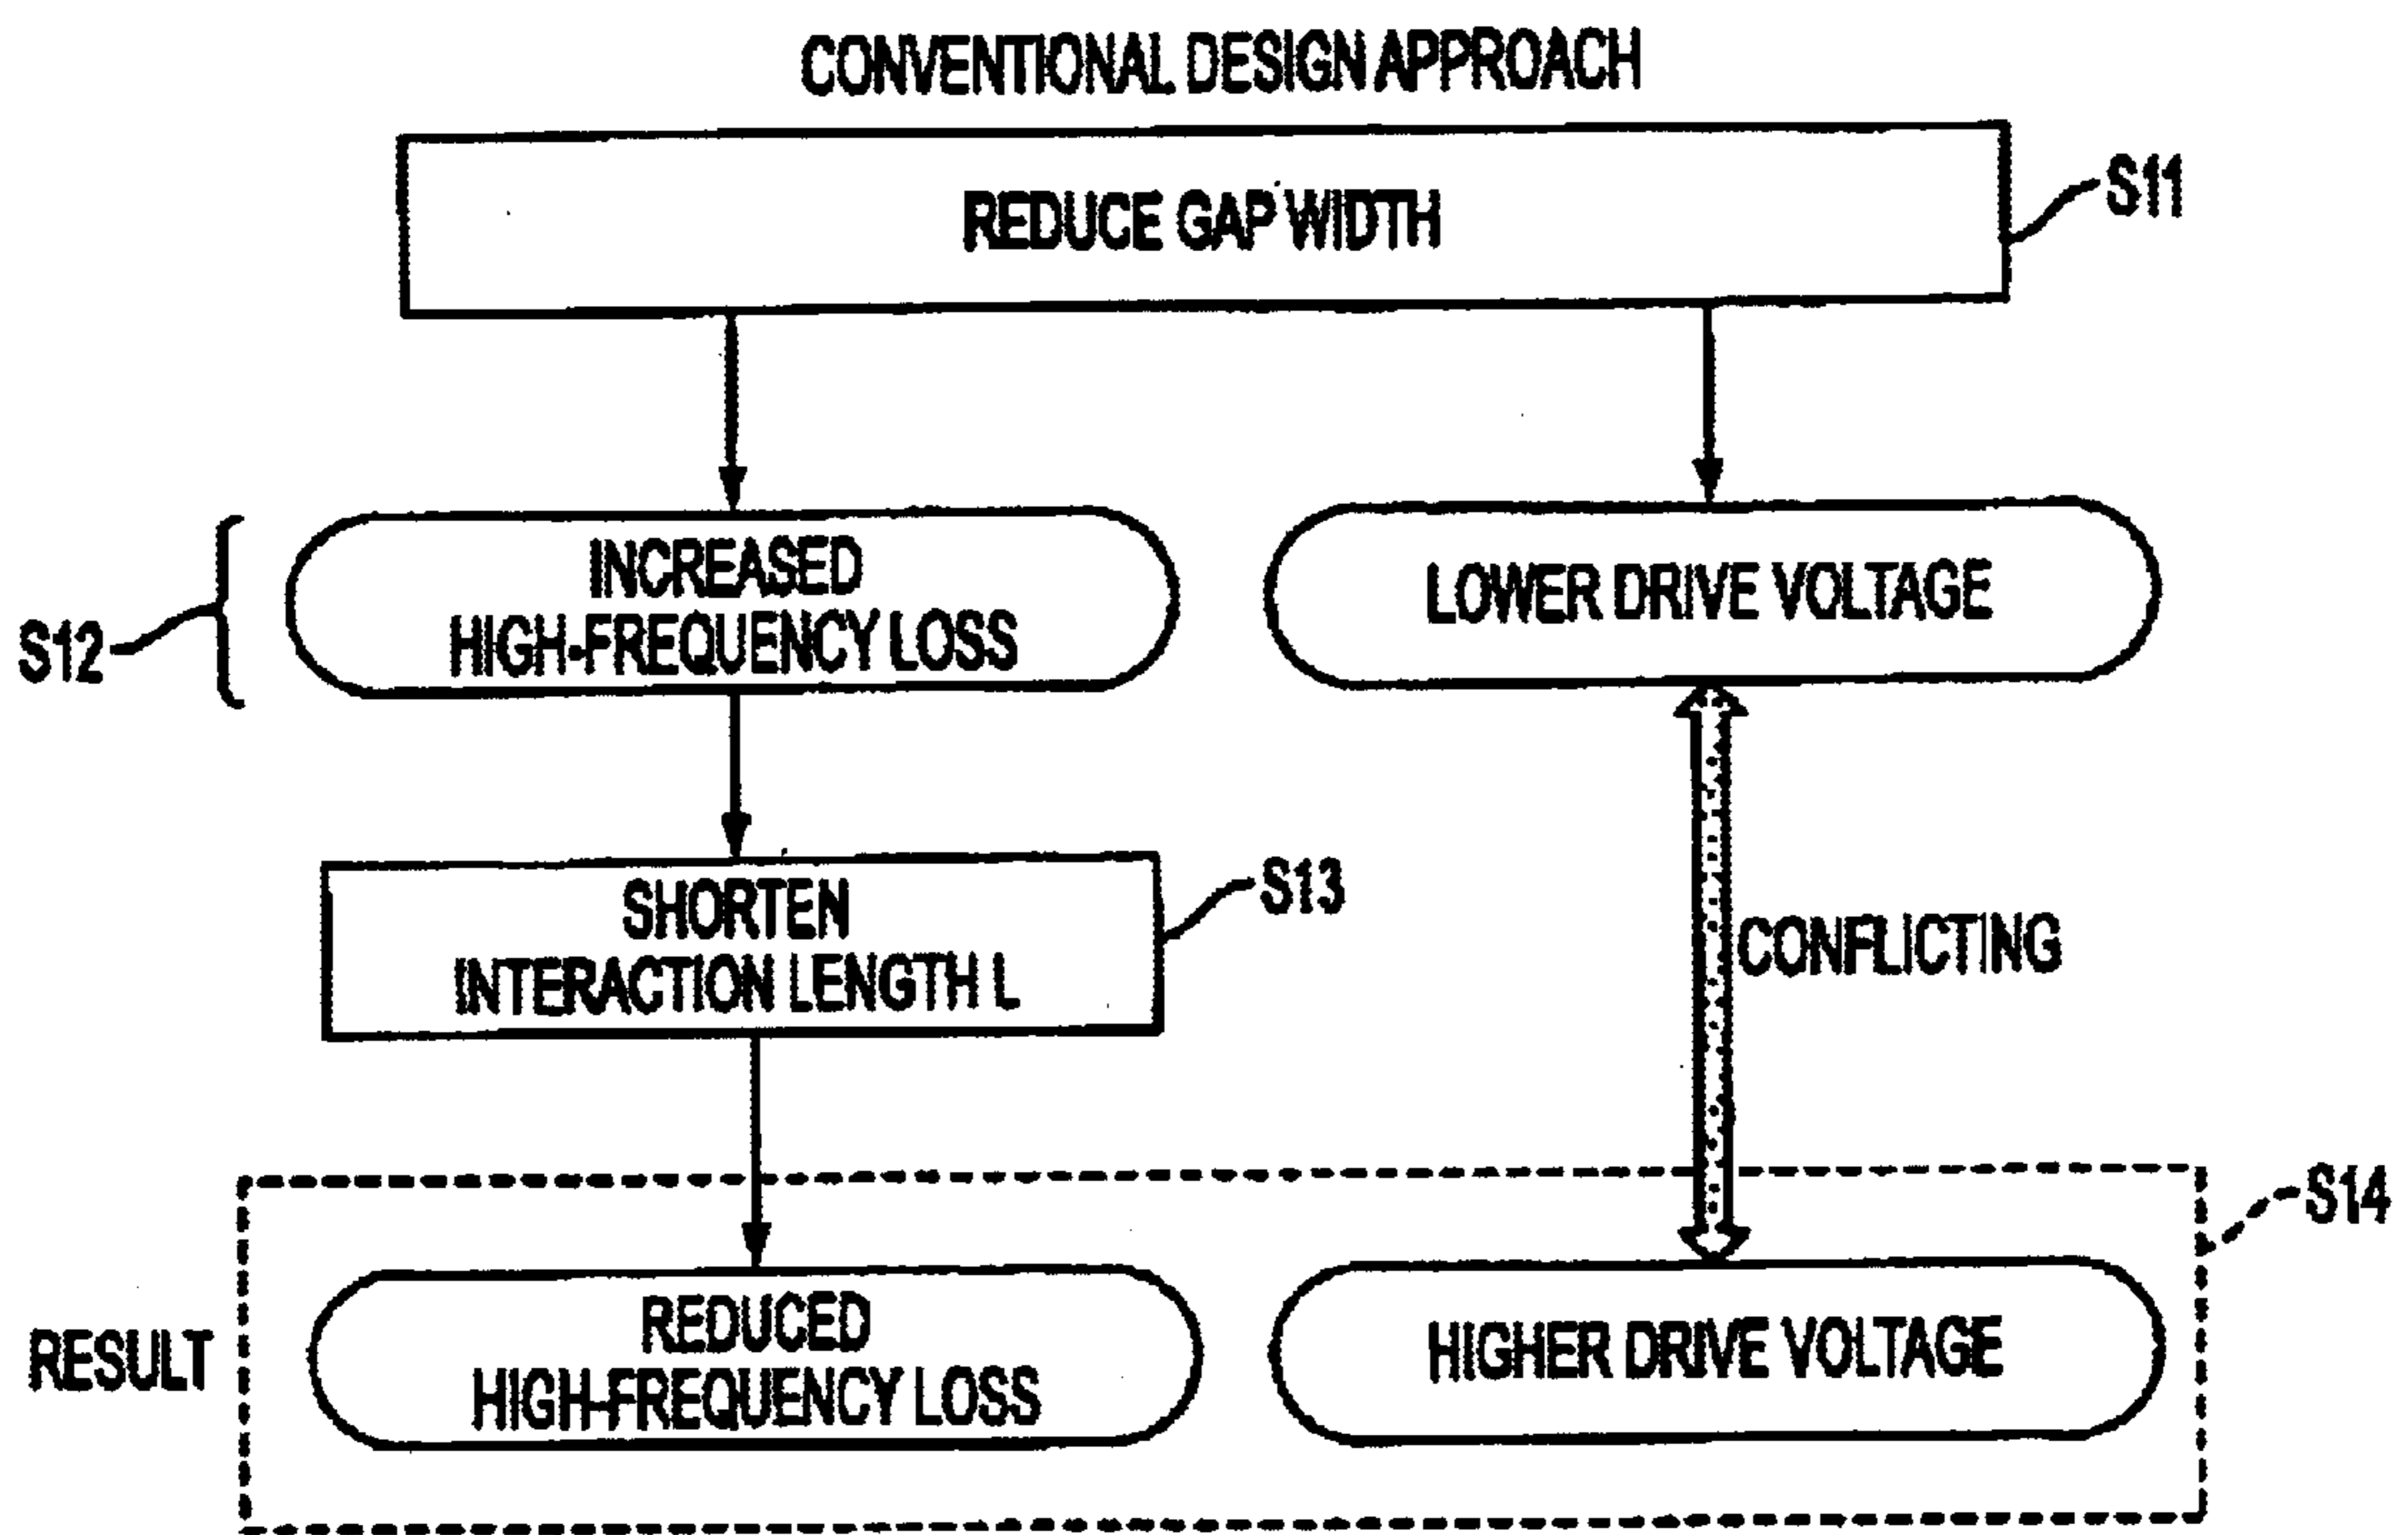 CONVENTIONAL DESIGN APPROACH
REDUCE GAP WIDTH
S11
S12
INCREASED
HIGH-FREQUENCY LOSS
LOWER DRIVE VOLTAGE
SHORTEN
INTERACTION LENGTH L
S13
CONFLICTING
S14
RESULT
REDUCED
HIGH-FREQUENCY LOSS
HIGHER DRIVE VOLTAGE